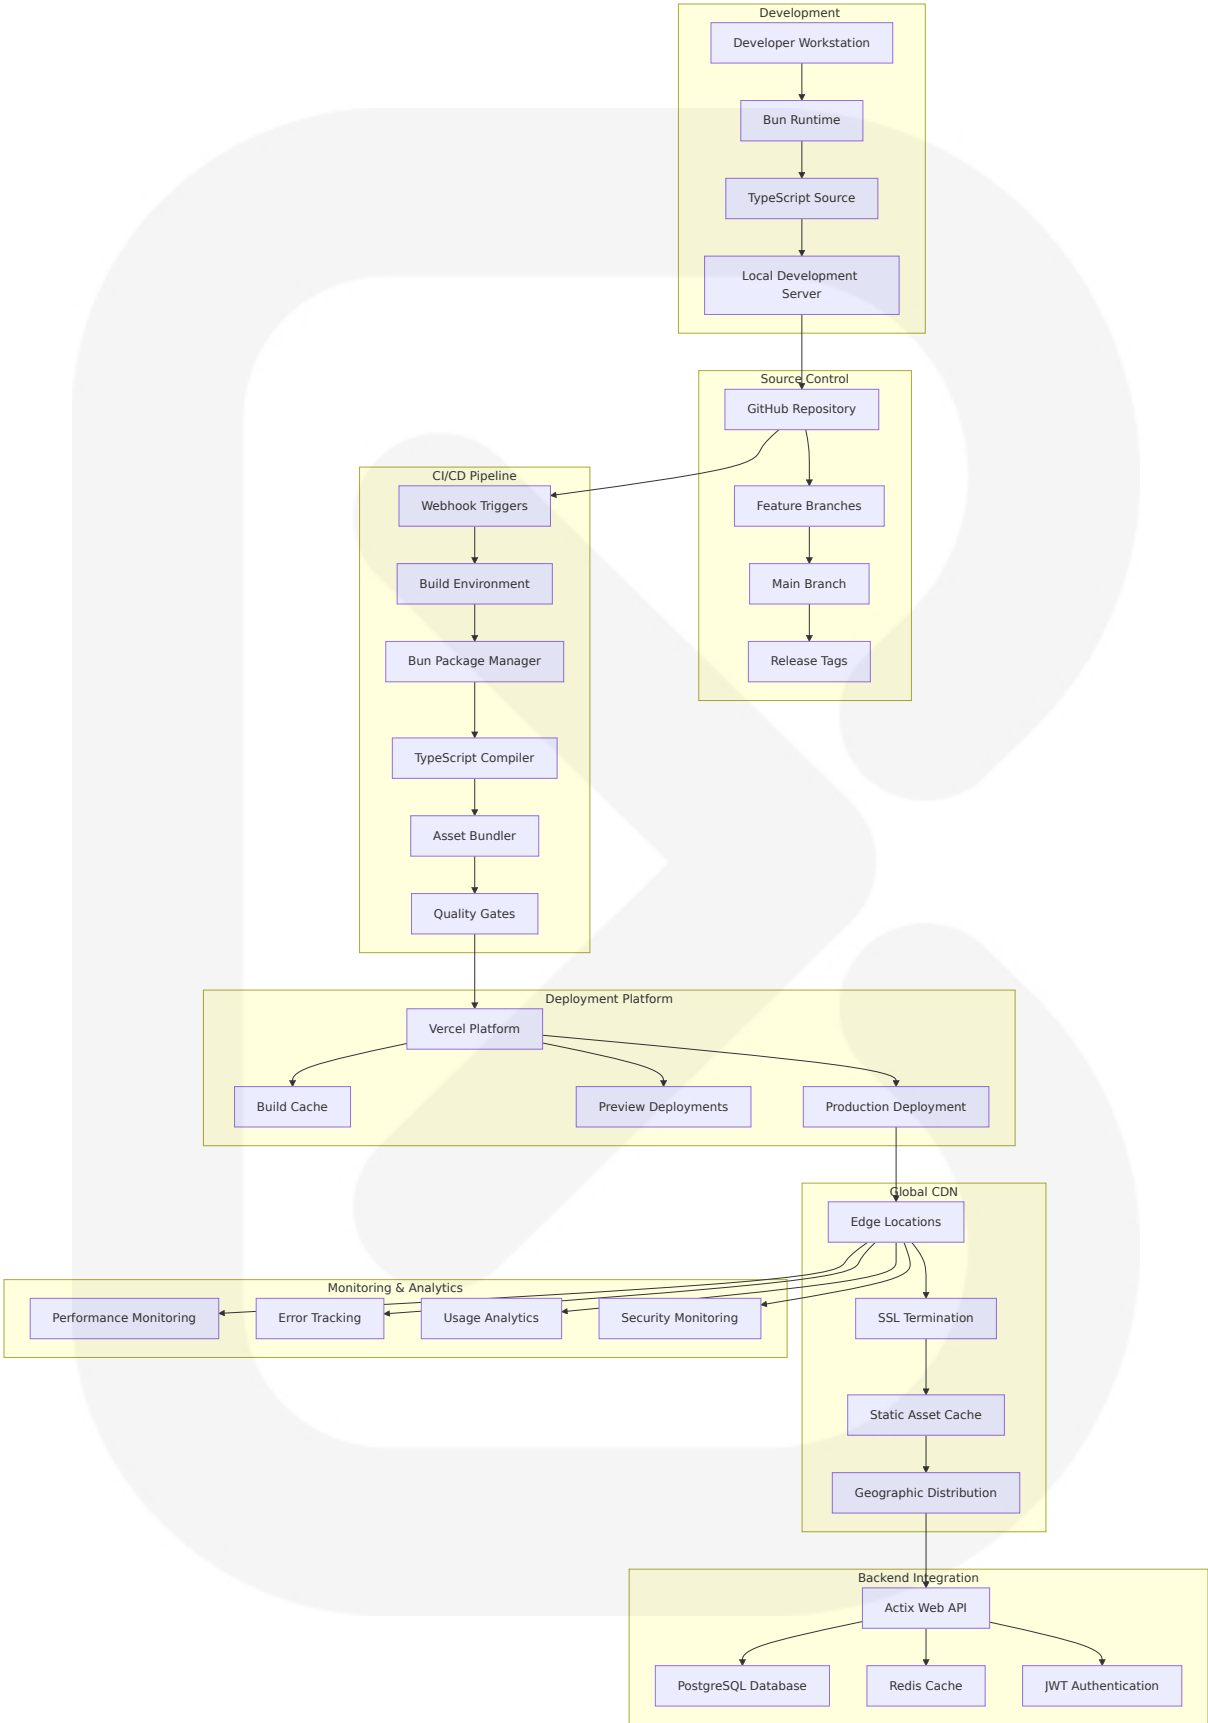 Development
Developer Workstation
Bun Runtime
TypeScript Source
Local Development
Server
Source Control
GitHub Repository
CI/CD Pipeline
Webhook Triggers
Feature Branches
Build Environment
Main Branch
Bun Package Manager
Release Tags
TypeScript Compiler
Asset Bundler
Quality Gates
Deployment Platform
Vercel Platform
Build Cache
Preview Deployments
Production Deployment
Global CDN
Edge Locations
Monitoring & Analytics
Performance Monitoring
Error Tracking
Usage Analytics
Security Monitoring
SSL Termination
Static Asset Cache
Geographic Distribution
Backend Integration
Actix Web API
PostgreSQL Database
Redis Cache
JWT Authentication